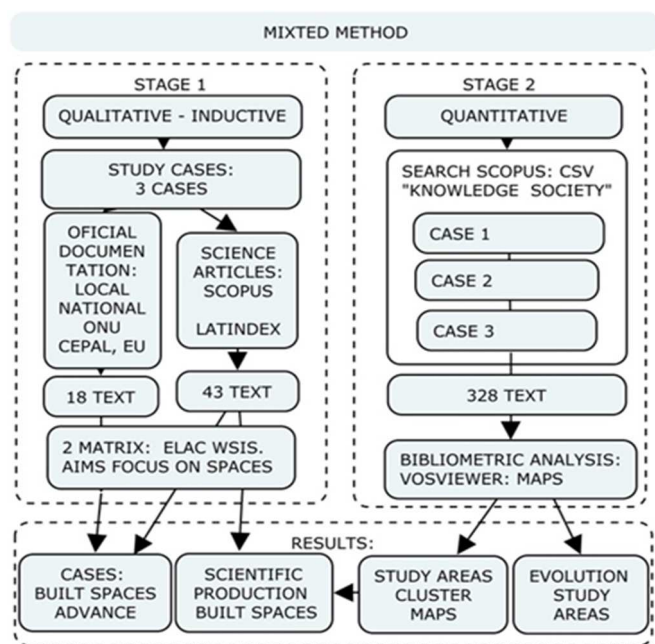 MIXTED METHOD
STAGE 1
QUALITATIVE - INDUCTIVE
STUDY CASES:
3 CASES
OFICIAL
DOCUMEN
TATION:
LOCAL
NATIONAL
ONU
CEPAL, EU
SCIENCE
ARTICLES:
SCOPUS
LATINDEX
18 TEXT
43 TEXT
2 MATRIX: ELAC WSIS.
AIMS FOCUS ON SPACES
STAGE 2
QUANTITATIVE
SEARCH SCOPUS: CSV
"KNOWLEDGE SOCIETY"
CASE 1
CASE 2
CASE 3
328 TEXT
BIBLIOMETRIC ANALYSIS:
VOSVIEWER: MAPS
RESULTS:
CASES:
BUILT SPACES
ADVANCE
SCIENTIFIC
PRODUCTION
BUILT SPACES
STUDY AREAS
CLUSTER
MAPS
EVOLUTION
STUDY
AREAS